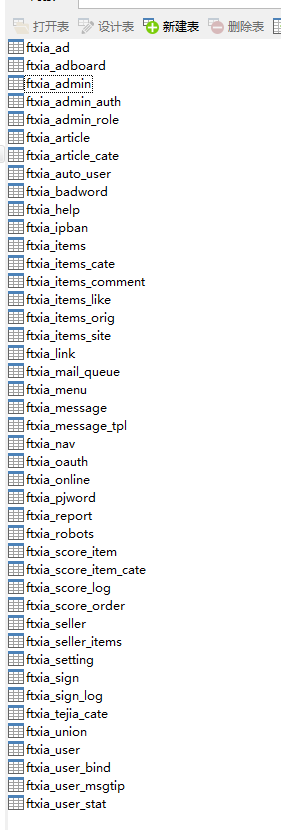 打开表 设计表 新建表 删除表
ftxia_ad
ftxia_adboard
ftxia_admin
ftxia_admin_auth
ftxia_admin_role
ftxia_article
ftxia_article_cate
ftxia_auto_user
ftxia_badword
ftxia_help
ftxia_ipban
ftxia_items
ftxia_items_cate
ftxia_items_comment
ftxia_items_like
ftxia_items_orig
ftxia_items_site
ftxia_link
ftxia_mail_queue
ftxia_menu
ftxia_message
ftxia_message_tpl
ftxia_nav
ftxia_oauth
ftxia_online
ftxia_pjword
ftxia_report
ftxia_robots
ftxia_score_item
ftxia_score_item_cate
ftxia_score_log
ftxia_score_order
ftxia_seller
ftxia_seller_items
ftxia_setting
ftxia_sign
ftxia_sign_log
ftxia_tejia_cate
ftxia_union
ftxia_user
ftxia_user_bind
ftxia_user_msgtip
ftxia_user_stat